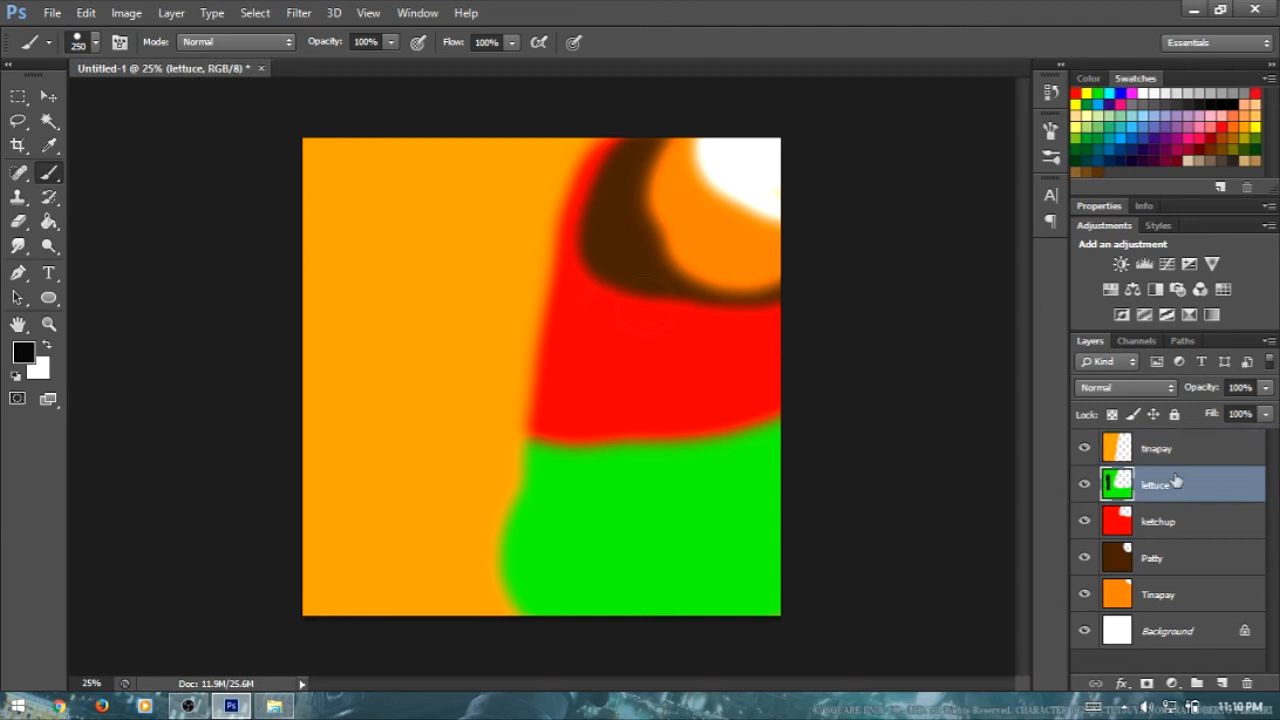 Ps File Edit Image Layer Type Select Filter 3D View Window Help
250 Mode: Normal Opacity: 100% Flow: 100% Essentials
Untitled-1 @ 25% (lettuce, RGB/8) * ×
Color Swatches
Properties Info
Adjustments Styles
Add an adjustment
Layers Channels Paths
Kind
Normal Opacity: 100%
Lock: Fill: 100%
tinapay
lettuce
ketchup
Patty
Tinapay
Background
25% Doc: 11.9M/25.6M
11:10 PM